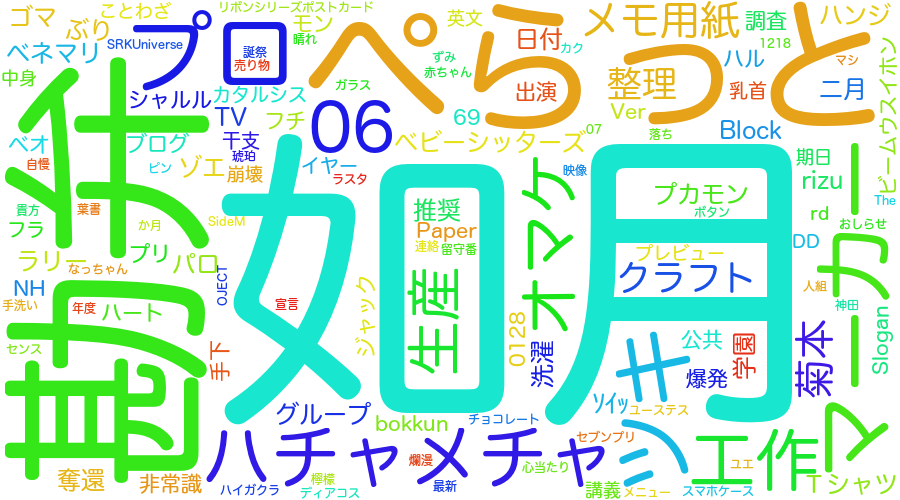 ゴマ
ことわざ
リボンシリーズポストカード
モン
英文
メモ用紙
調査
ハンジ
ぶり
SRKUniverse
プロ
晴れ
ぺらっと
日付
カク
1218
ベネマリ
誕祭
売り物
ずみ
赤ちゃん
ハル
マシ
中身
シャルル
カタルシス
ガラス
整理
出演
乳首
二月
仕勤
TV
フチ
06
69
Ver
ビームウスイホン
ベオ
ブログ
干支
ベビーシッターズ
07
Block
自慢
ピン
ゾエ
琥珀
イヤー
落ち
期日
崩壊
ラスタ
映像
rizu
The
貴方
葉書
如月
推奨
オマケ
プカモン
ボタン
rd
おしらせ
フラ
か月
SideM
Paper
連絡
留守番
DD
マーカー
ラリー
プリ
パロ
プレビュー
なっちゃん
OJECT
ジャック
生産
クラフト
人組
NH
手洗い
年度
ハート
宣言
0128
神田
Slogan
センス
手下
洗濯
ツキ
公共
学園
菊本
爆発
グループ
bokkun
チョコレート
ソイッ
ユーステス
ハチャメチャ
セブンプリ
工作
奪還
非常識
爛漫
心当たり
ユエ
檸檬
ハイガクラ
ディアコス
最新
講義
メニュー
スマホケース
Tシャツ